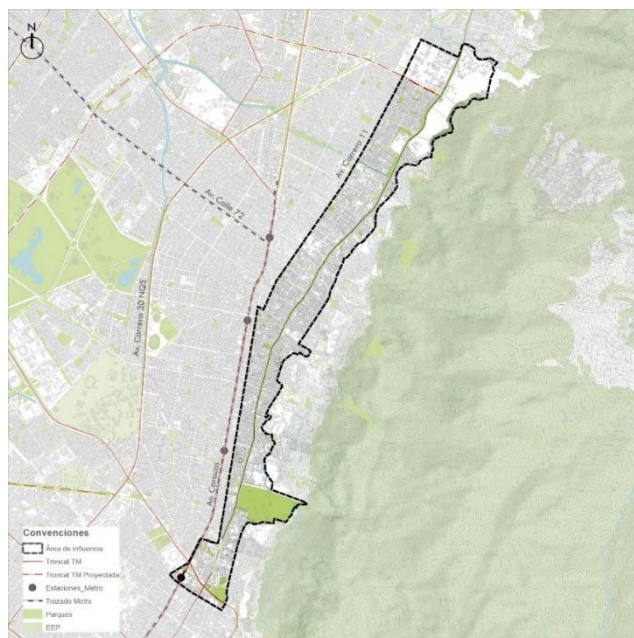 N
Av. Carrera 11
Av. Calle 72
Av. Carrera 30 NQS
Av. Caracas
Convenciones
Área de influencia
Troncal TM
Troncal TM Proyectada
Estaciones_Metro
Trazado Metro
Parques
EEP